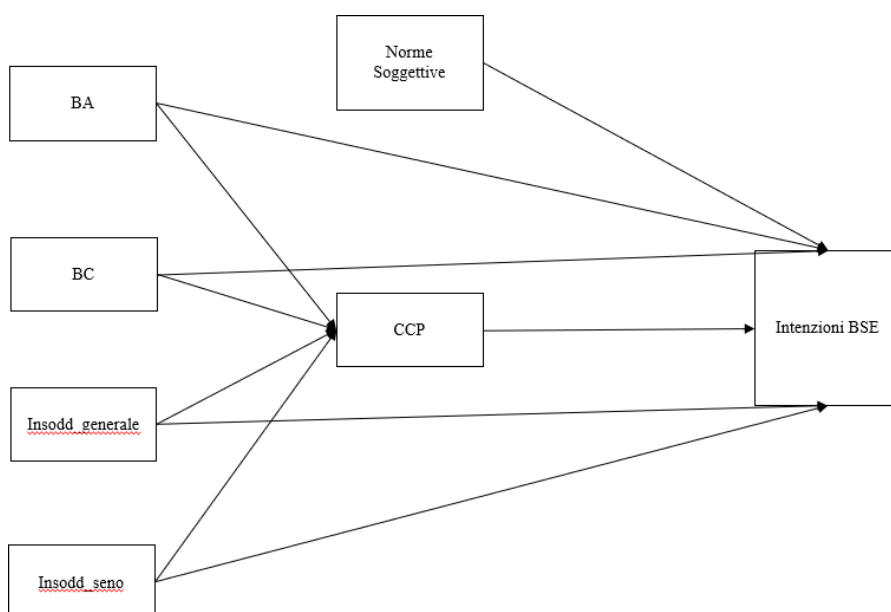 Norme
Soggettive
BA
BC
CCP
Intenzioni BSE
Insodd_generale
Insodd_seno